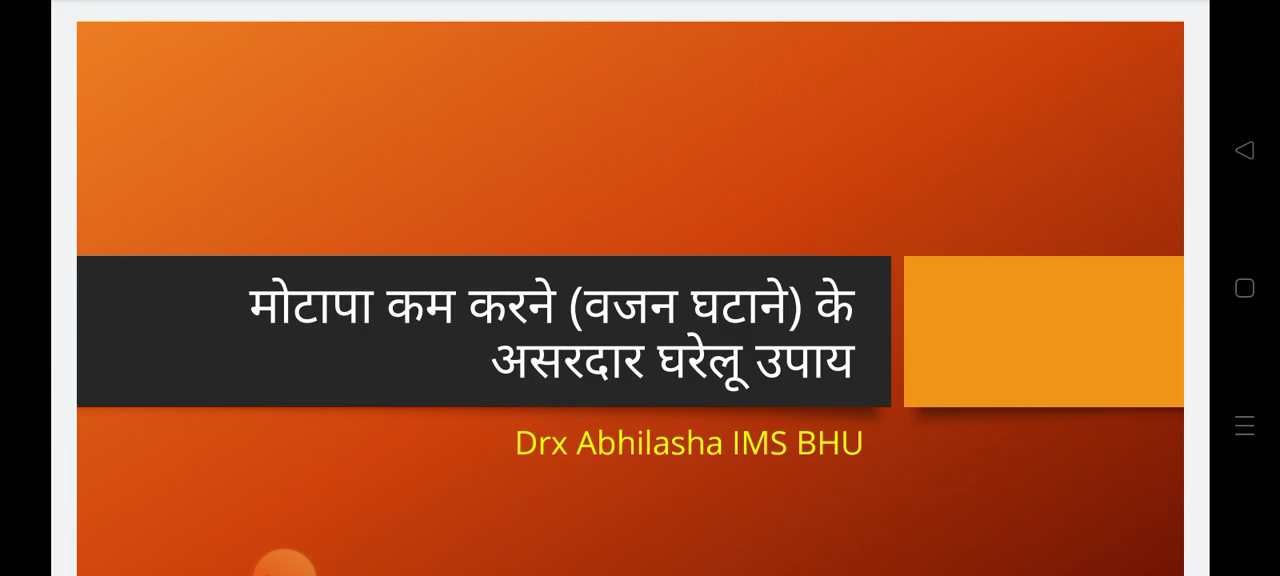 मोटापा कम करने (वजन घटाने) के
असरदार घरेलू उपाय
Drx Abhilasha IMS BHU